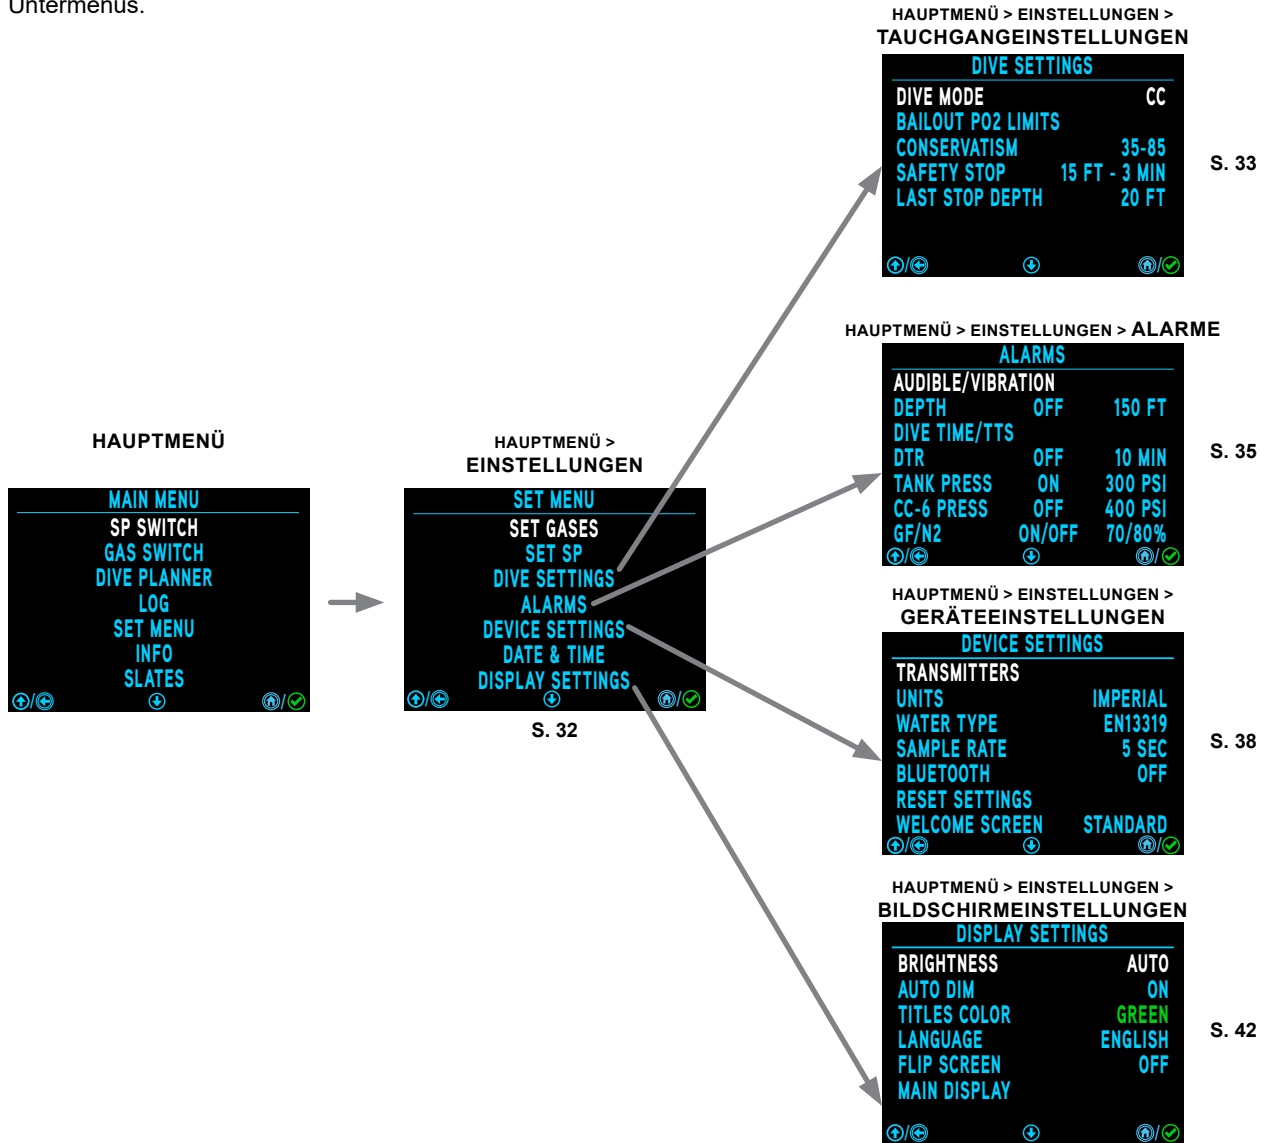 Untermenüs.
HAUPTMENÜ
MAIN MENU
SP SWITCH
GAS SWITCH
DIVE PLANNER
LOG
SET MENU
INFO
SLATES
HAUPTMENÜ >
EINSTELLUNGEN
SET MENU
SET GASES
SET SP
DIVE SETTINGS
ALARMS
DEVICE SETTINGS
DATE & TIME
DISPLAY SETTINGS
S. 32
HAUPTMENÜ > EINSTELLUNGEN >
TAUCHGANGEINSTELLUNGEN
DIVE SETTINGS
DIVE MODE CC
BAILOUT PO2 LIMITS
CONSERVATISM 35-85
SAFETY STOP 15 FT - 3 MIN
LAST STOP DEPTH 20 FT
S. 33
HAUPTMENÜ > EINSTELLUNGEN > ALARME
ALARMS
AUDIBLE/VIBRATION
DEPTH OFF 150 FT
DIVE TIME/TTS
DTR OFF 10 MIN
TANK PRESS ON 300 PSI
CC-6 PRESS OFF 400 PSI
GF/N2 ON/OFF 70/80%
S. 35
HAUPTMENÜ > EINSTELLUNGEN >
GERÄTEEINSTELLUNGEN
DEVICE SETTINGS
TRANSMITTERS
UNITS IMPERIAL
WATER TYPE EN13319
SAMPLE RATE 5 SEC
BLUETOOTH OFF
RESET SETTINGS
WELCOME SCREEN STANDARD
S. 38
HAUPTMENÜ > EINSTELLUNGEN >
BILDSCHIRMEINSTELLUNGEN
DISPLAY SETTINGS
BRIGHTNESS AUTO
AUTO DIM ON
TITLES COLOR GREEN
LANGUAGE ENGLISH
FLIP SCREEN OFF
MAIN DISPLAY
S. 42